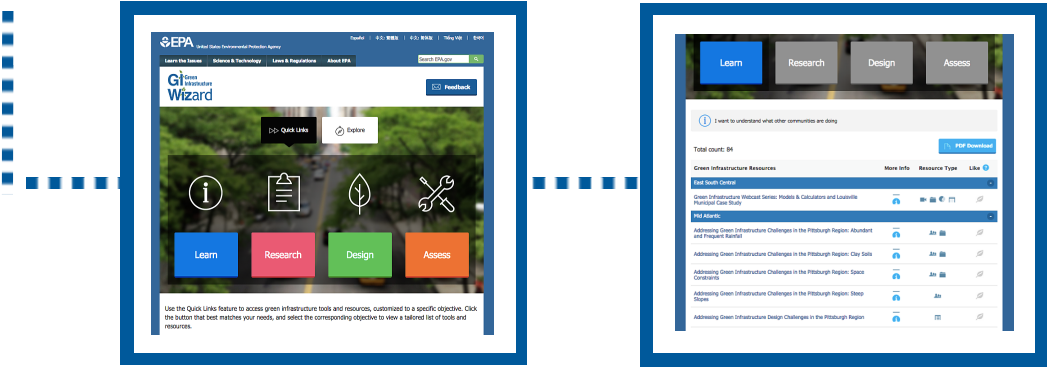 Español | 中文: 繁體版 | 中文: 简体版 | Tiếng Việt | 한국어
EPA United States Environmental Protection Agency
Learn the Issues Science & Technology Laws & Regulations About EPA Search EPA.gov
Gi Green Infrastructure
Wizard
Feedback
Quick Links Explore
Learn Research Design Assess
Use the Quick Links feature to access green infrastructure tools and resources, customized to a specific objective. Click
the button that best matches your needs, and select the corresponding objective to view a tailored list of tools and
resources.
Learn Research Design Assess
I want to understand what other communities are doing
Total count: 84 PDF Download
Green Infrastructure Resources More Info Resource Type Like ?
East South Central
Green Infrastructure Webcast Series: Models & Calculators and Louisville
Municipal Case Study
Mid Atlantic
Addressing Green Infrastructure Challenges in the Pittsburgh Region: Abundant
and Frequent Rainfall
Addressing Green Infrastructure Challenges in the Pittsburgh Region: Clay Soils
Addressing Green Infrastructure Challenges in the Pittsburgh Region: Space
Constraints
Addressing Green Infrastructure Challenges in the Pittsburgh Region: Steep
Slopes
Addressing Green Infrastructure Design Challenges in the Pittsburgh Region